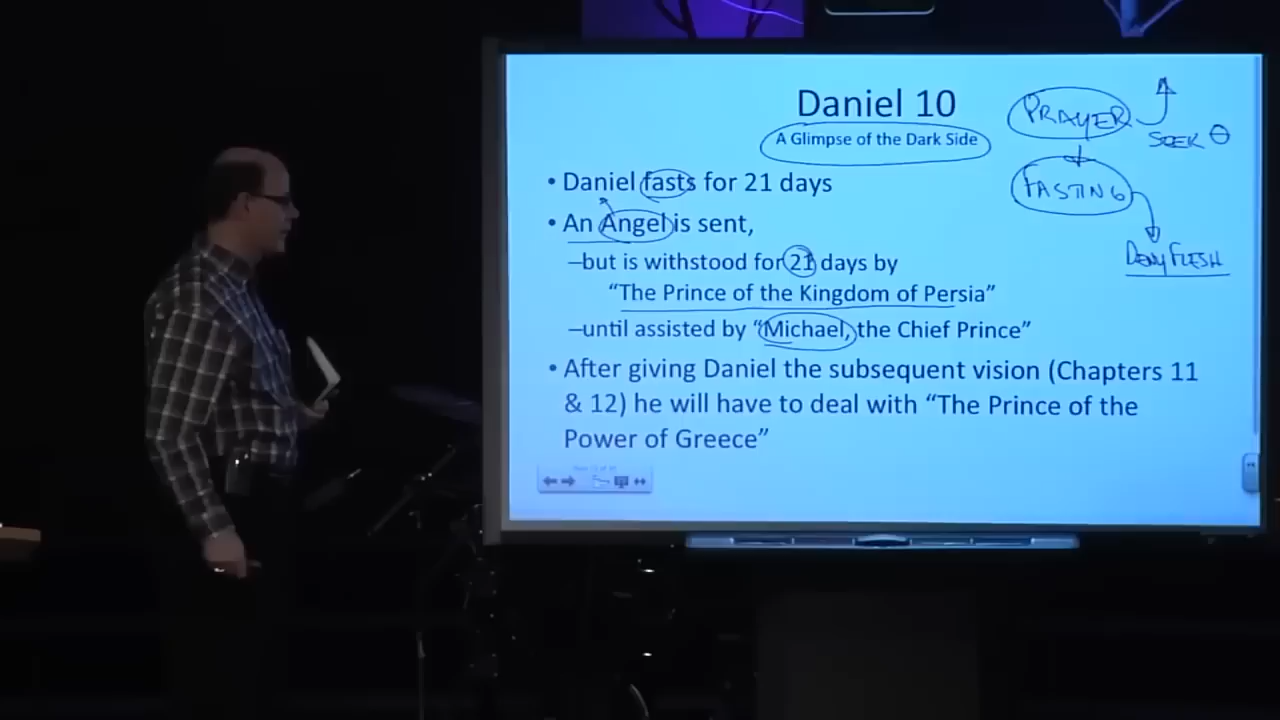 Daniel 10
A Glimpse of the Dark Side
• Daniel fasts for 21 days
• An Angel is sent,
–but is withstood for 21 days by
“The Prince of the Kingdom of Persia”
–until assisted by “Michael, the Chief Prince”
• After giving Daniel the subsequent vision (Chapters 11
& 12) he will have to deal with “The Prince of the
Power of Greece”
PRAYER
SEEK Θ
FASTING
DENY FLESH